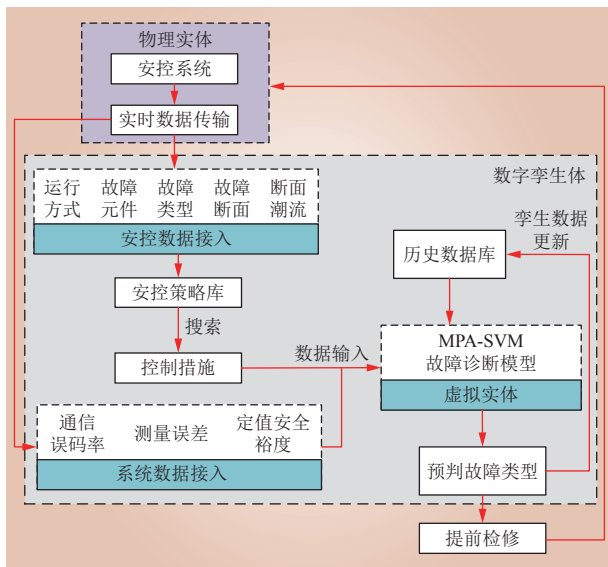 物理实体
安控系统
实时数据传输
数字孪生体
运行 故障 故障 故障 断面
方式 元件 类型 断面 潮流
安控数据接入
孪生数据
更新
历史数据库
安控策略库
搜索
控制措施
数据输入
MPA-SVM
故障诊断模型
虚拟实体
通信 测量误差 定值安全
误码率 裕度
系统数据接入
预判故障类型
提前检修